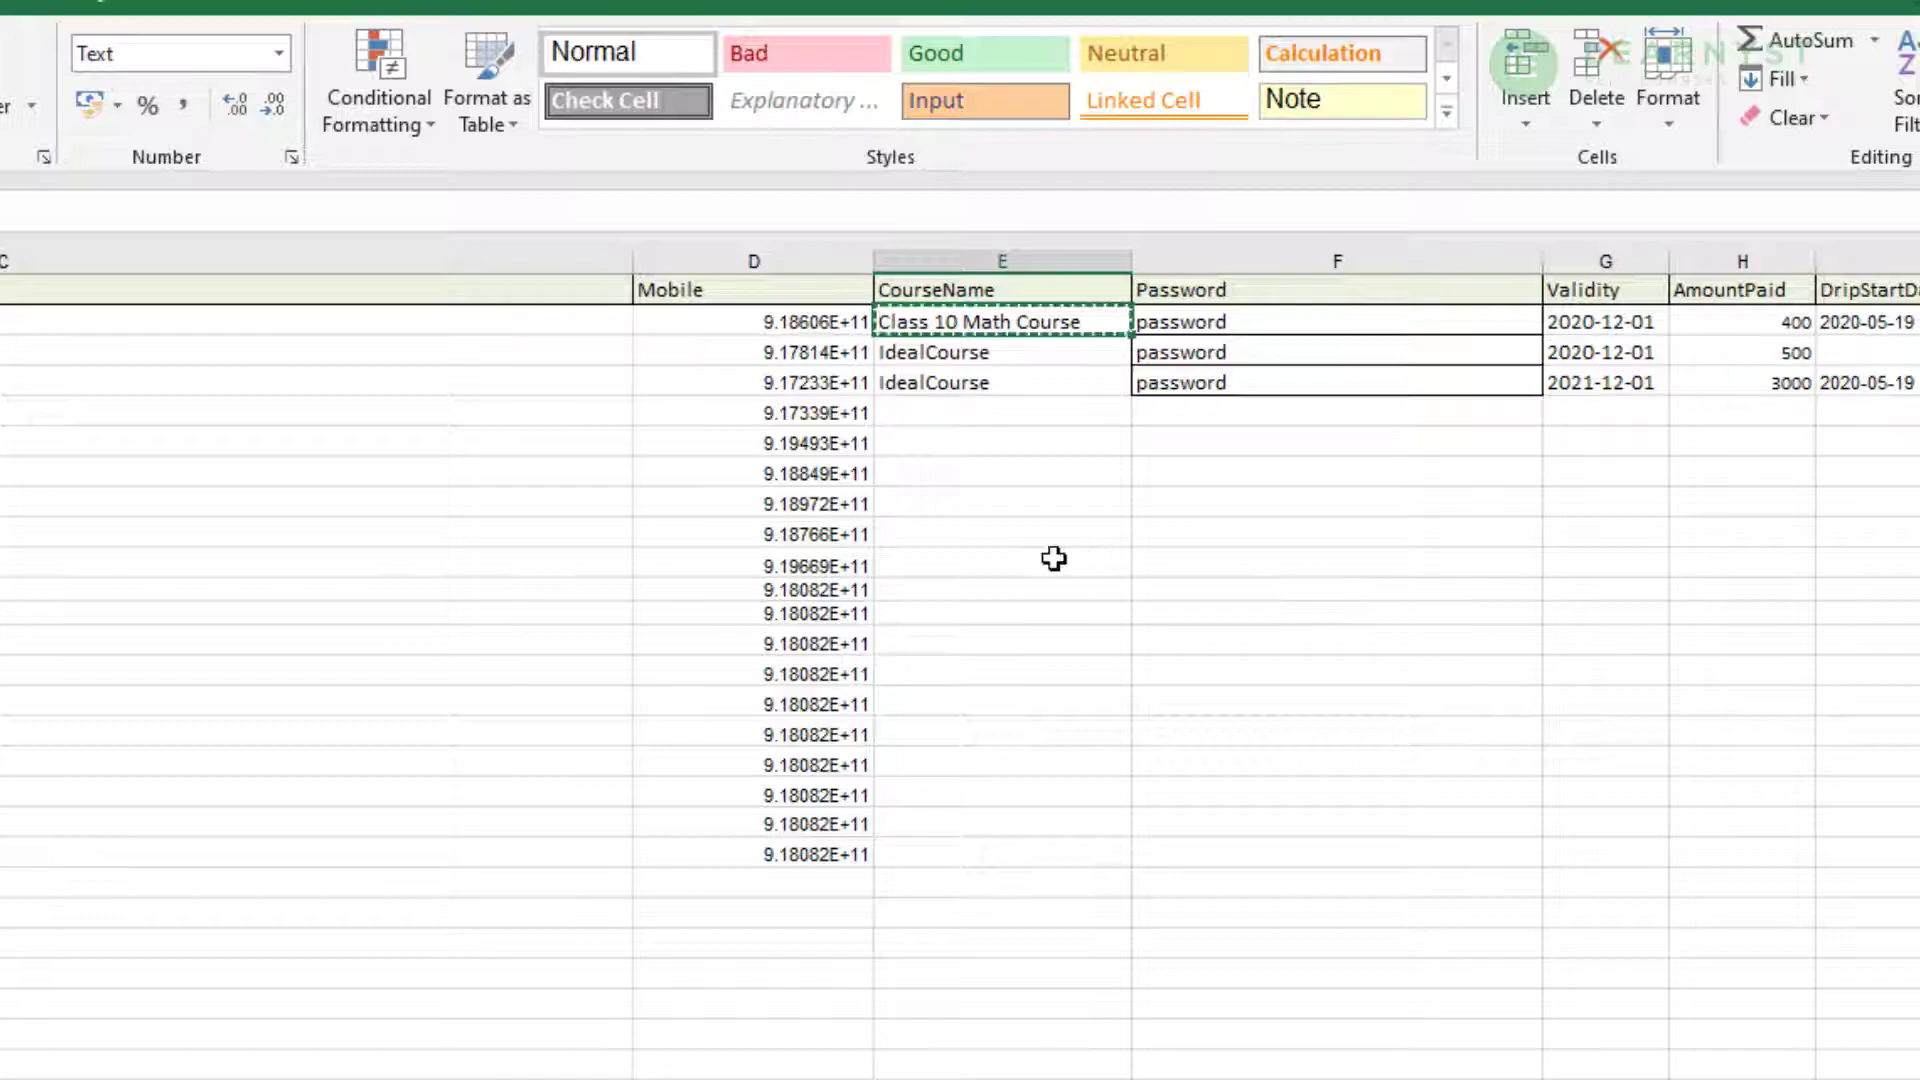 Text
Conditional
Formatting
Format as
Table
Normal
Bad
Good
Neutral
Calculation
Check Cell
Explanatory ...
Input
Linked Cell
Note
Insert
Delete
Format
AutoSum
Fill
Clear
Number
Styles
Cells
Editing
C D E F G H
Mobile CourseName Password Validity AmountPaid DripStartDa
9.18606E+11 Class 10 Math Course password 2020-12-01 400 2020-05-19
9.17814E+11 IdealCourse password 2020-12-01 500
9.17233E+11 IdealCourse password 2021-12-01 3000 2020-05-19
9.17339E+11
9.19493E+11
9.18849E+11
9.18972E+11
9.18766E+11
9.19669E+11
9.18082E+11
9.18082E+11
9.18082E+11
9.18082E+11
9.18082E+11
9.18082E+11
9.18082E+11
9.18082E+11
9.18082E+11
9.18082E+11